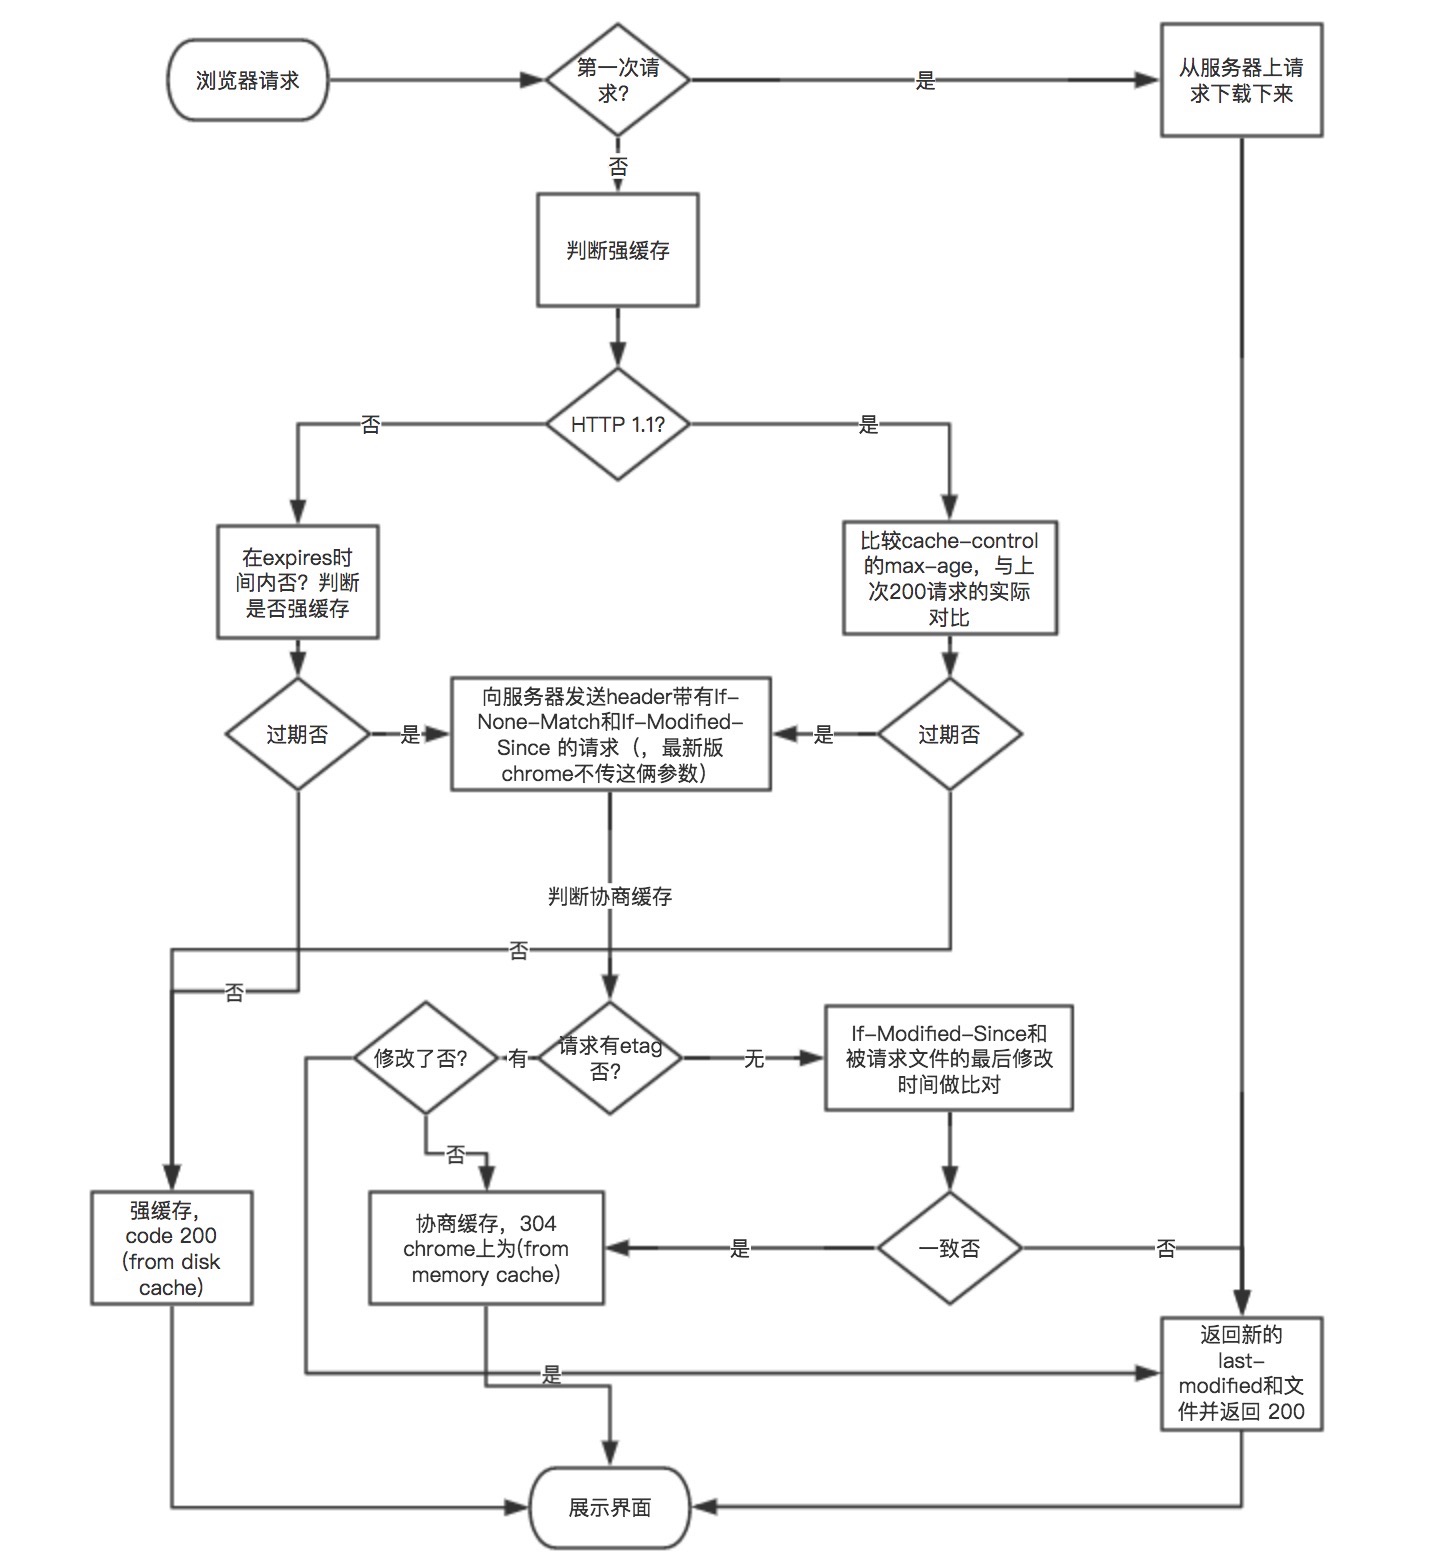 浏览器请求
第一次请
求?
是
从服务器上请
求下载下来
否
判断强缓存
HTTP 1.1?
否
是
在expires时
间内否？判断
是否强缓存
比较cache-control
的max-age，与上
次200请求的实际
对比
过期否
是
向服务器发送header带有If-
None-Match和If-Modified-
Since 的请求（，最新版
chrome不传这俩参数）
是
过期否
判断协商缓存
否
否
修改了否?
有
请求有etag
否?
无
If-Modified-Since和
被请求文件的最后修改
时间做比对
否
强缓存，
code 200
(from disk
cache)
协商缓存，304
chrome上为(from
memory cache)
是
一致否
否
返回新的
last-
modified和文
件并返回 200
是
展示界面